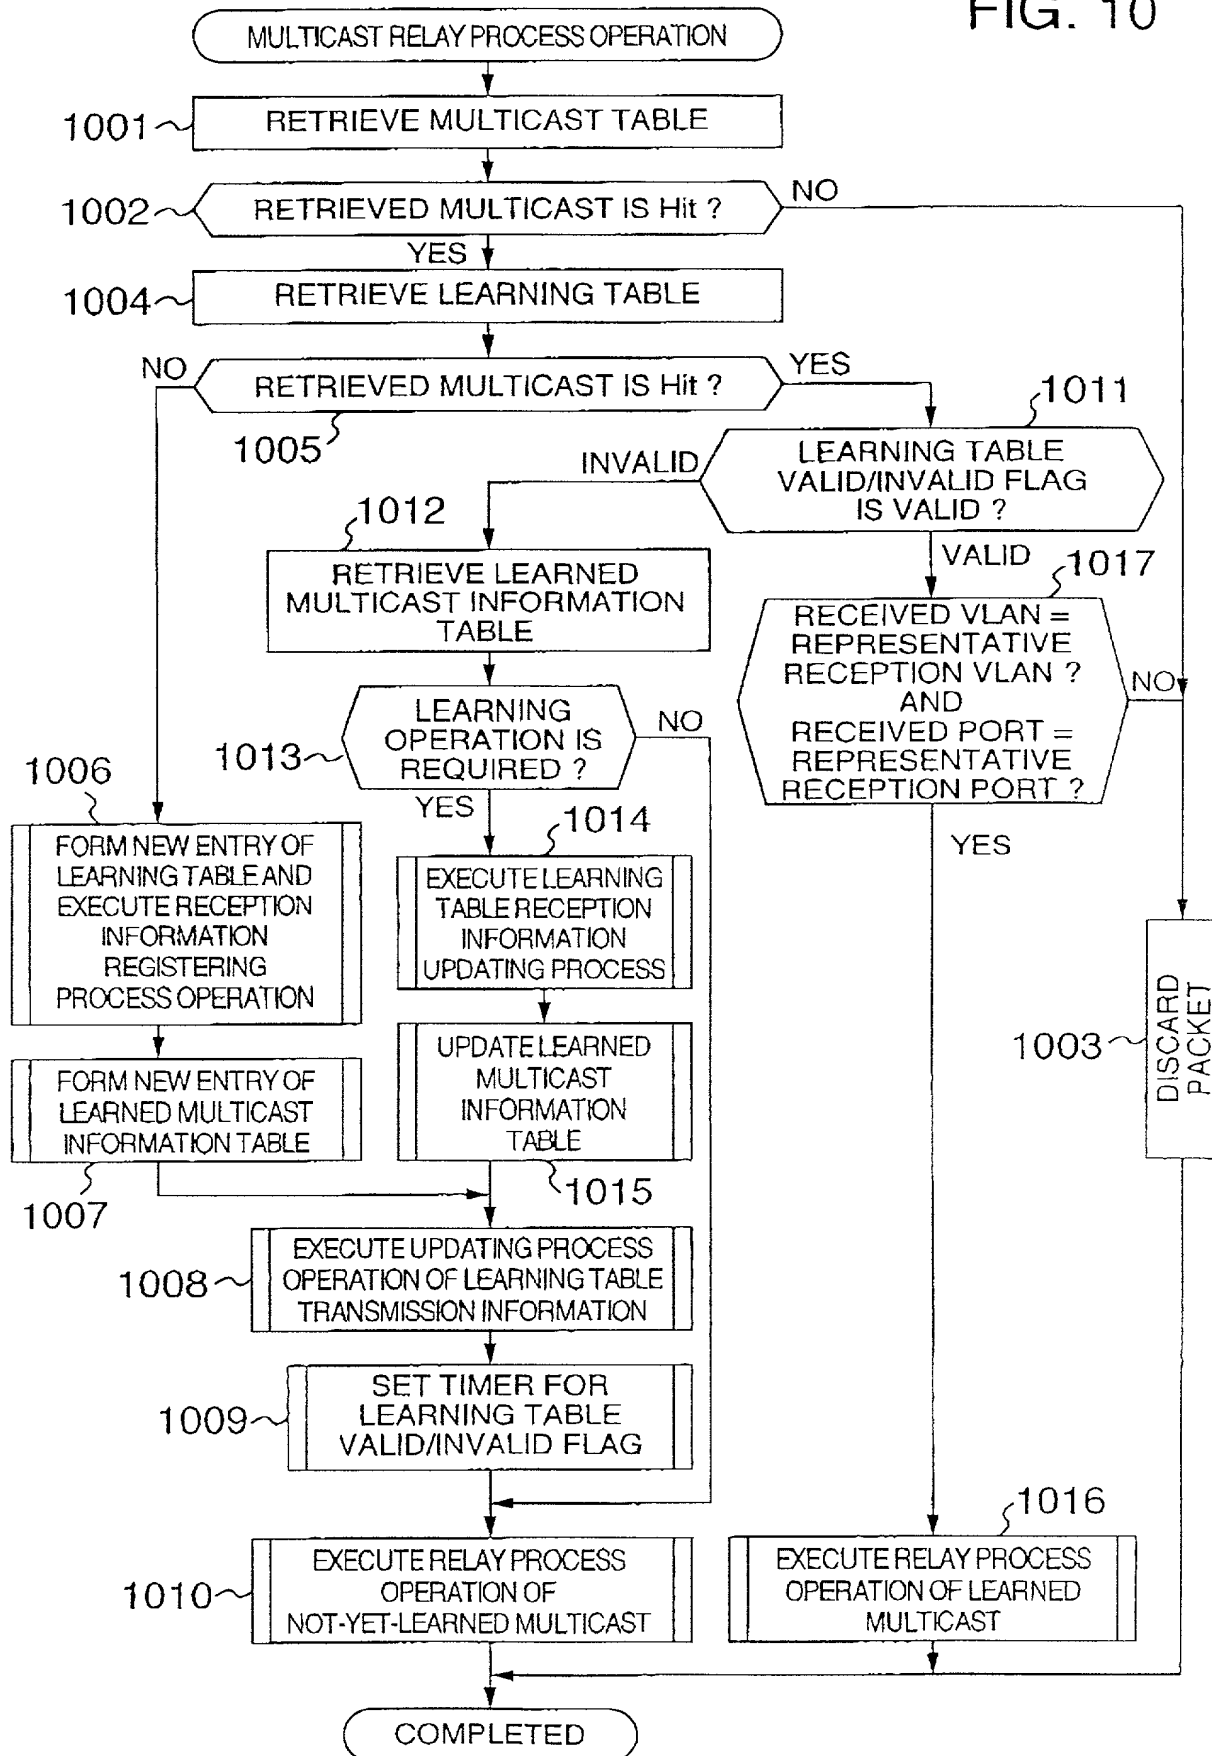 FIG. 10
MULTICAST RELAY PROCESS OPERATION
1001
RETRIEVE MULTICAST TABLE
1002
RETRIEVED MULTICAST IS Hit ?
NO
YES
1004
RETRIEVE LEARNING TABLE
NO
RETRIEVED MULTICAST IS Hit ?
YES
1005
1011
LEARNING TABLE
VALID/INVALID FLAG
IS VALID ?
INVALID
VALID
1012
RETRIEVE LEARNED
MULTICAST INFORMATION
TABLE
1017
RECEIVED VLAN =
REPRESENTATIVE
RECEPTION VLAN ?
AND
RECEIVED PORT =
REPRESENTATIVE
RECEPTION PORT ?
NO
YES
1013
LEARNING
OPERATION IS
REQUIRED ?
NO
YES
1006
FORM NEW ENTRY OF
LEARNING TABLE AND
EXECUTE RECEPTION
INFORMATION
REGISTERING
PROCESS OPERATION
1014
EXECUTE LEARNING
TABLE RECEPTION
INFORMATION
UPDATING PROCESS
1003
DISCARD
PACKET
FORM NEW ENTRY OF
LEARNED MULTICAST
INFORMATION TABLE
1007
UPDATE LEARNED
MULTICAST
INFORMATION
TABLE
1015
1008
EXECUTE UPDATING PROCESS
OPERATION OF LEARNING TABLE
TRANSMISSION INFORMATION
1009
SET TIMER FOR
LEARNING TABLE
VALID/INVALID FLAG
1010
EXECUTE RELAY PROCESS
OPERATION OF
NOT-YET-LEARNED MULTICAST
1016
EXECUTE RELAY PROCESS
OPERATION OF LEARNED
MULTICAST
COMPLETED